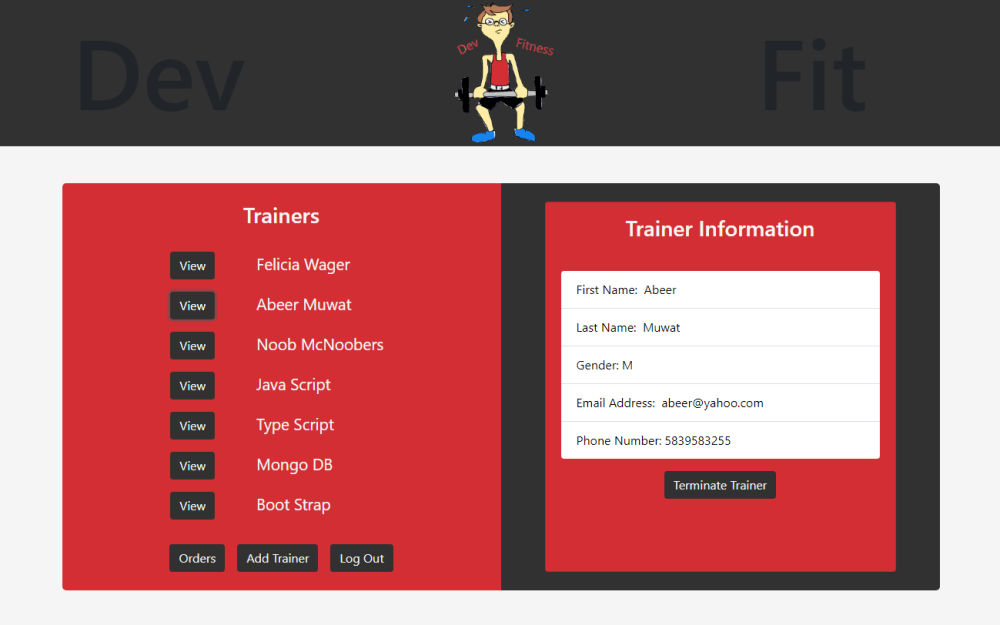 Dev
Dev Fitness
Fit
Trainers
View Felicia Wager
View Abeer Muwat
View Noob McNoobers
View Java Script
View Type Script
View Mongo DB
View Boot Strap
Orders Add Trainer Log Out
Trainer Information
First Name: Abeer
Last Name: Muwat
Gender: M
Email Address: abeer@yahoo.com
Phone Number: 5839583255
Terminate Trainer